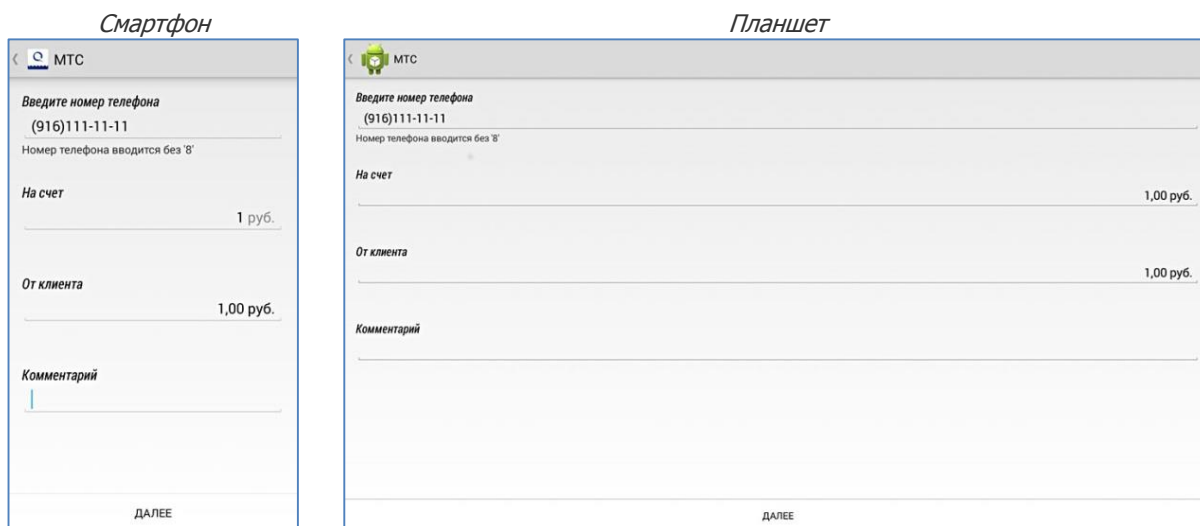 Смартфон
МТС
Введите номер телефона
(916)111-11-11
Номер телефона вводится без '8'
На счет
1 руб.
От клиента
1,00 руб.
Комментарий
ДАЛЕЕ
Планшет
МТС
Введите номер телефона
(916)111-11-11
Номер телефона вводится без '8'
На счет
1,00 руб.
От клиента
1,00 руб.
Комментарий
ДАЛЕЕ